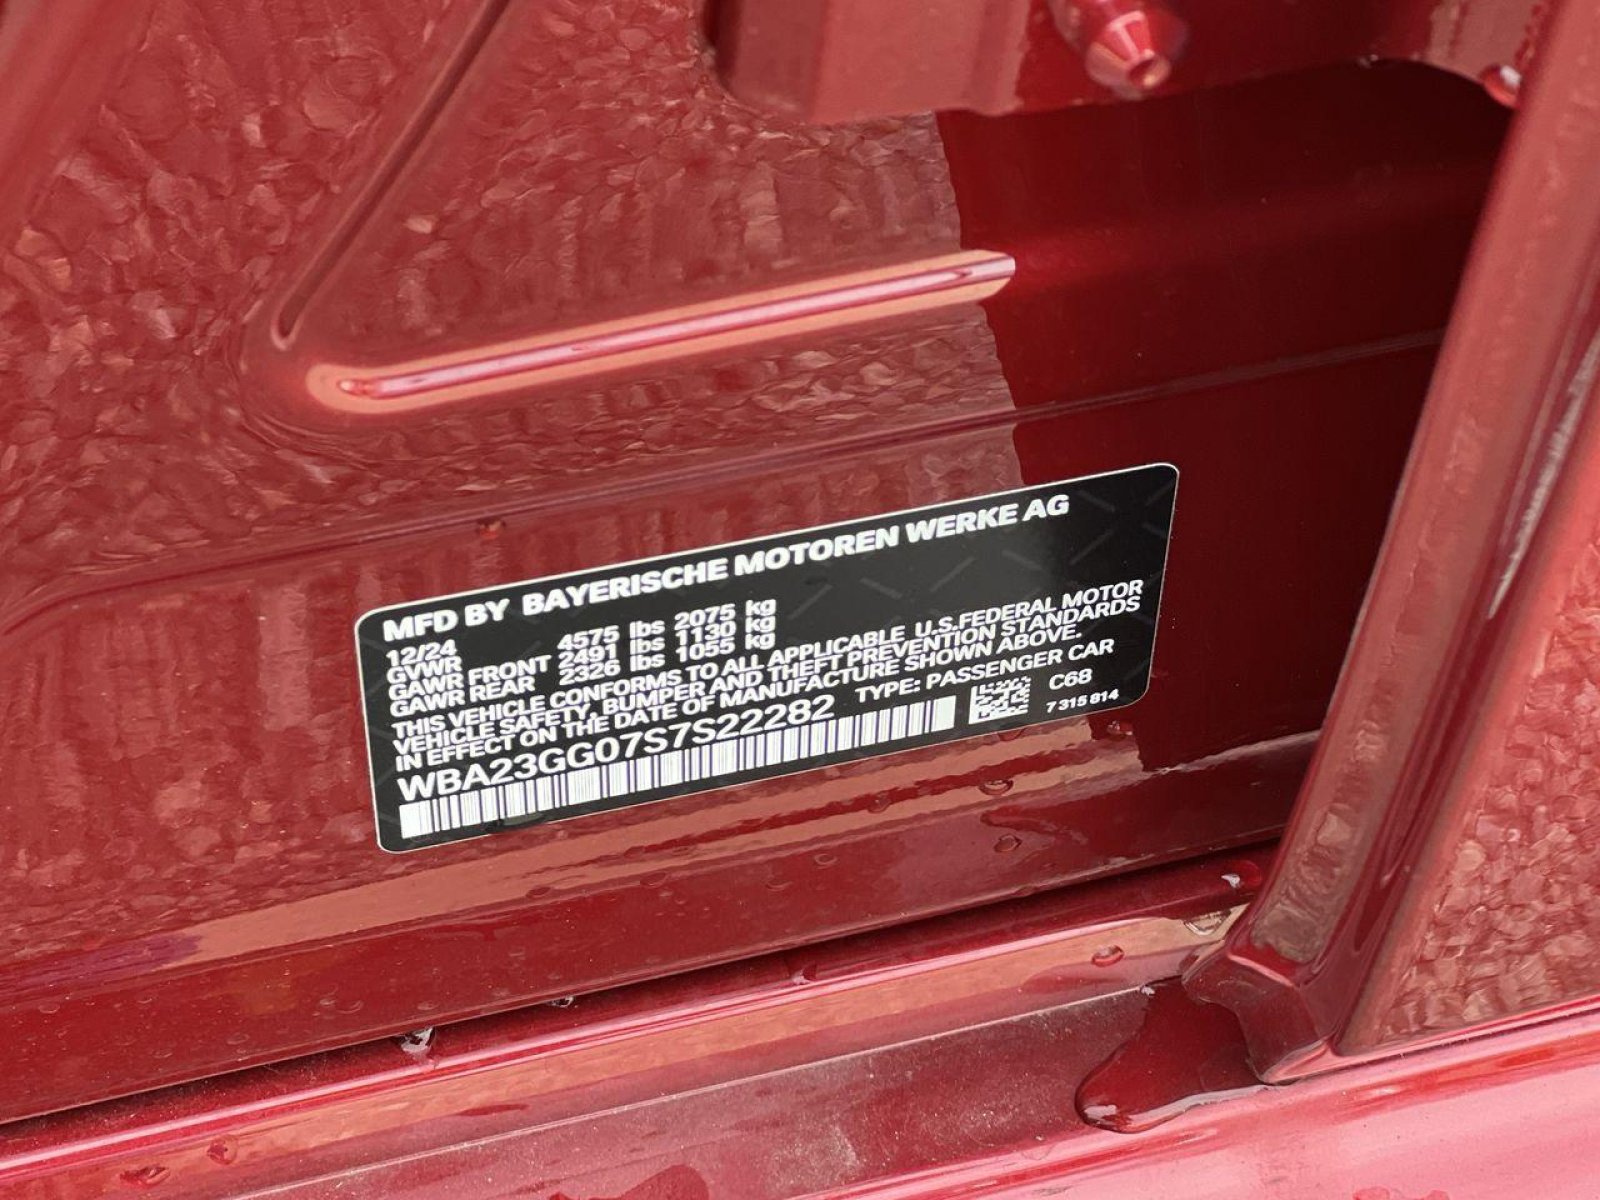 MFD BY BAYERISCHE MOTOREN WERKE AG
12/24
GVWR 4575 lbs 2075 kg
GAWR FRONT 2491 lbs 1130 kg
GAWR REAR 2326 lbs 1055 kg
THIS VEHICLE CONFORMS TO ALL APPLICABLE U.S.FEDERAL MOTOR
VEHICLE SAFETY, BUMPER AND THEFT PREVENTION STANDARDS
IN EFFECT ON THE DATE OF MANUFACTURE SHOWN ABOVE.
WBA23GG07S7S22282 TYPE: PASSENGER CAR
C68
7 315 814